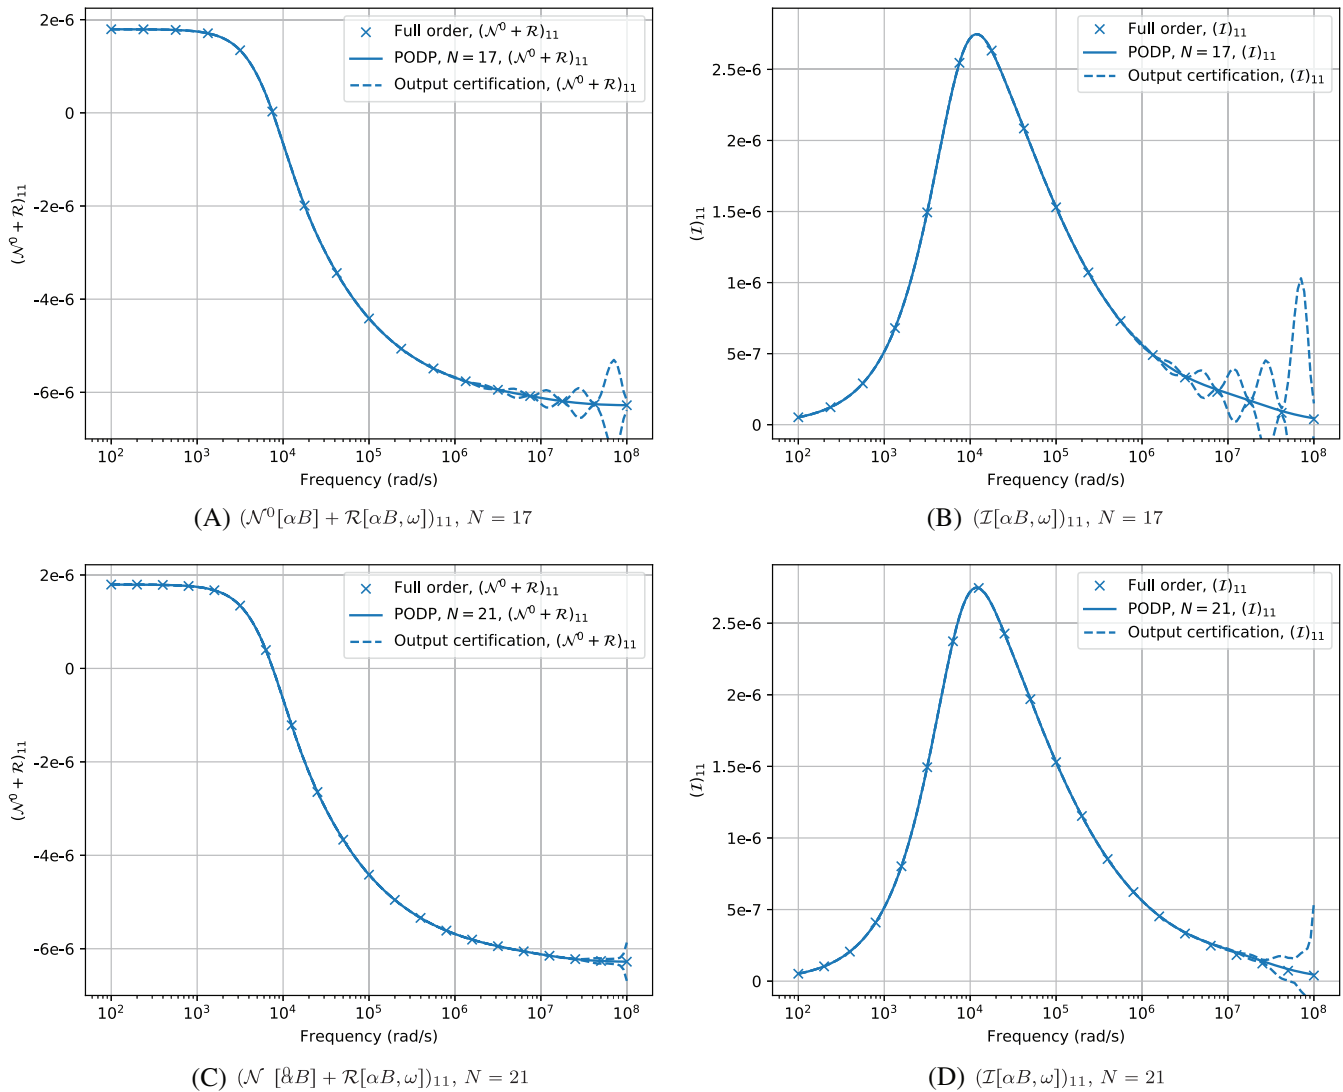 2e-6
0
-2e-6
-4e-6
-6e-6
(𝒩⁰ + ℛ)₁₁
× Full order, (𝒩⁰ + ℛ)₁₁
PODP, N = 17, (𝒩⁰ + ℛ)₁₁
Output certification, (𝒩⁰ + ℛ)₁₁
10² 10³ 10⁴ 10⁵ 10⁶ 10⁷ 10⁸
Frequency (rad/s)
(A) (𝒩⁰[αB] + ℛ[αB, ω])₁₁, N = 17
2.5e-6
2e-6
1.5e-6
1e-6
5e-7
0
(ℐ)₁₁
× Full order, (ℐ)₁₁
PODP, N = 17, (ℐ)₁₁
Output certification, (ℐ)₁₁
10² 10³ 10⁴ 10⁵ 10⁶ 10⁷ 10⁸
Frequency (rad/s)
(B) (ℐ[αB, ω])₁₁, N = 17
2e-6
0
-2e-6
-4e-6
-6e-6
(𝒩⁰ + ℛ)₁₁
× Full order, (𝒩⁰ + ℛ)₁₁
PODP, N = 21, (𝒩⁰ + ℛ)₁₁
Output certification, (𝒩⁰ + ℛ)₁₁
10² 10³ 10⁴ 10⁵ 10⁶ 10⁷ 10⁸
Frequency (rad/s)
(C) (𝒩⁰[αB] + ℛ[αB, ω])₁₁, N = 21
2.5e-6
2e-6
1.5e-6
1e-6
5e-7
0
(ℐ)₁₁
× Full order, (ℐ)₁₁
PODP, N = 21, (ℐ)₁₁
Output certification, (ℐ)₁₁
10² 10³ 10⁴ 10⁵ 10⁶ 10⁷ 10⁸
Frequency (rad/s)
(D) (ℐ[αB, ω])₁₁, N = 21